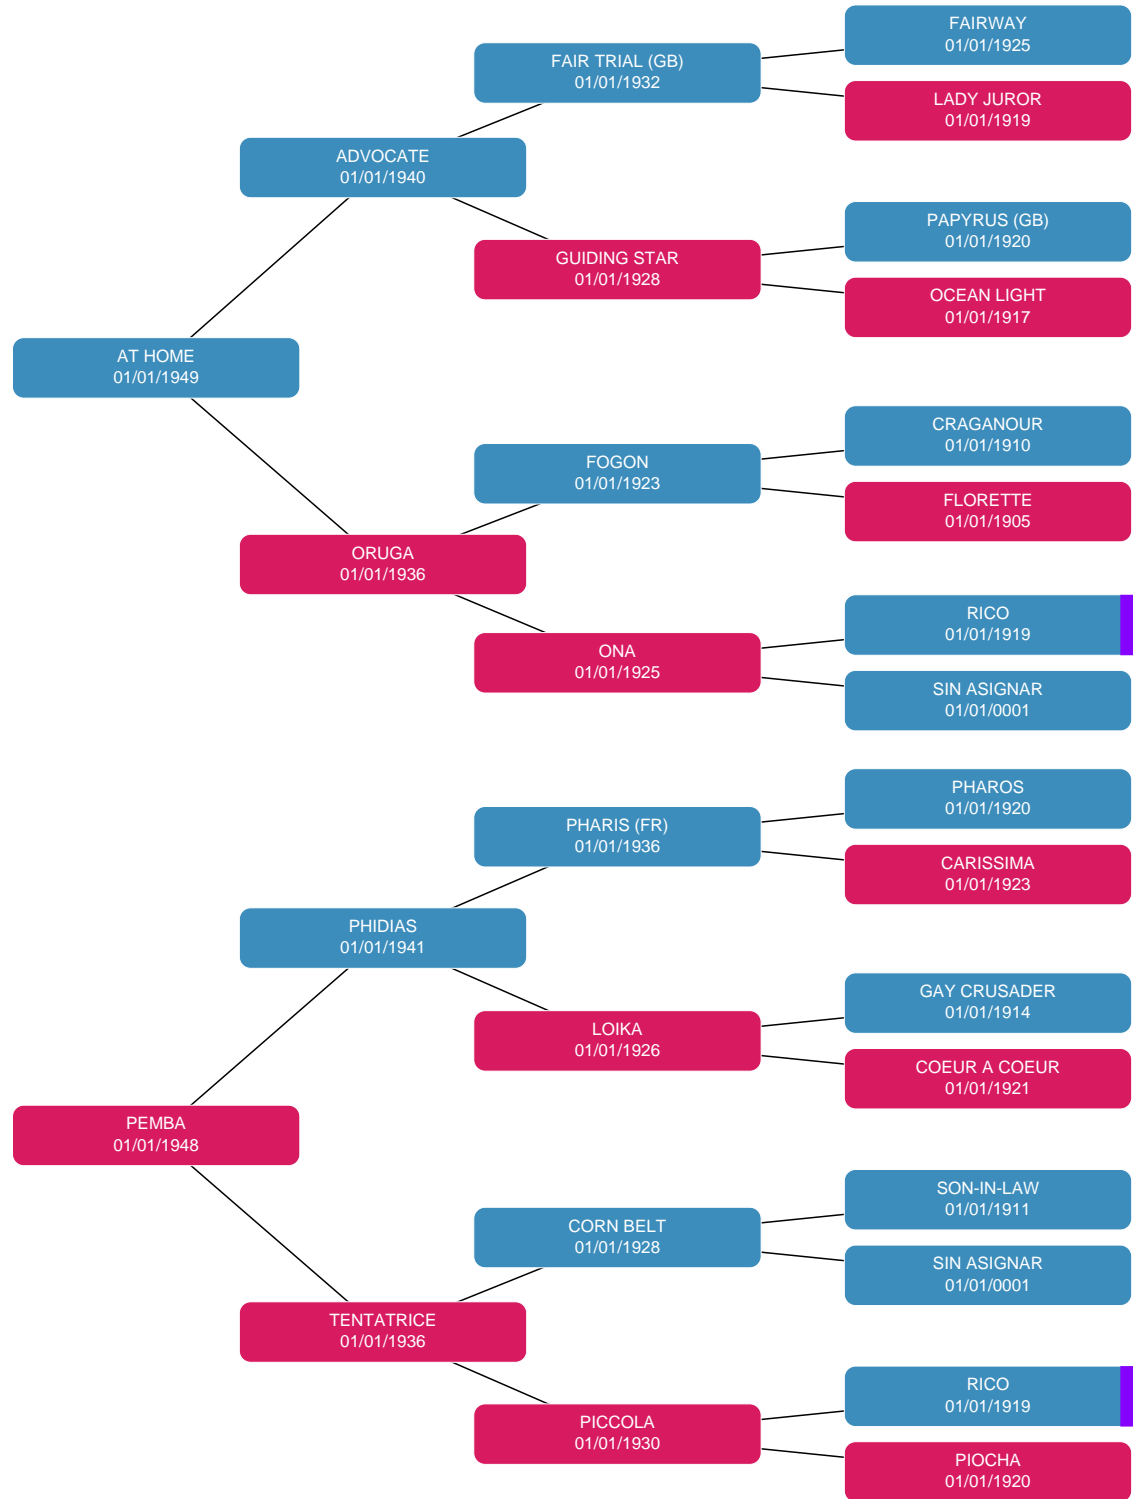 FAIRWAY
01/01/1925
FAIR TRIAL (GB)
01/01/1932
LADY JUROR
01/01/1919
ADVOCATE
01/01/1940
PAPYRUS (GB)
01/01/1920
GUIDING STAR
01/01/1928
OCEAN LIGHT
01/01/1917
AT HOME
01/01/1949
CRAGANOUR
01/01/1910
FOGON
01/01/1923
FLORETTE
01/01/1905
ORUGA
01/01/1936
RICO
01/01/1919
ONA
01/01/1925
SIN ASIGNAR
01/01/0001
PHAROS
01/01/1920
PHARIS (FR)
01/01/1936
CARISSIMA
01/01/1923
PHIDIAS
01/01/1941
GAY CRUSADER
01/01/1914
LOIKA
01/01/1926
COEUR A COEUR
01/01/1921
PEMBA
01/01/1948
SON-IN-LAW
01/01/1911
CORN BELT
01/01/1928
SIN ASIGNAR
01/01/0001
TENTATRICE
01/01/1936
RICO
01/01/1919
PICCOLA
01/01/1930
PIOCHA
01/01/1920